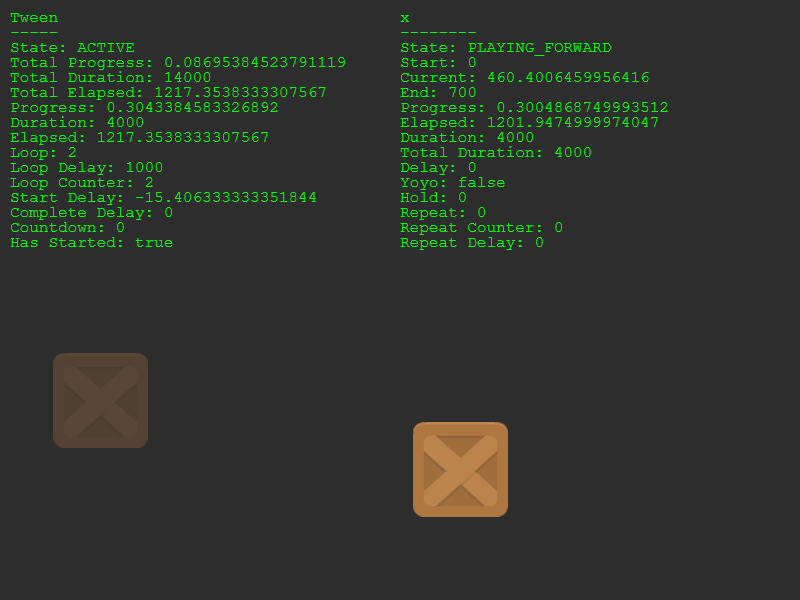 Tween
-----
State: ACTIVE
Total Progress: 0.08695384523791119
Total Duration: 14000
Total Elapsed: 1217.3538333307567
Progress: 0.3043384583326892
Duration: 4000
Elapsed: 1217.3538333307567
Loop: 2
Loop Delay: 1000
Loop Counter: 2
Start Delay: -15.406333333351844
Complete Delay: 0
Countdown: 0
Has Started: true
x
--------
State: PLAYING_FORWARD
Start: 0
Current: 460.4006459956416
End: 700
Progress: 0.3004868749993512
Elapsed: 1201.9474999974047
Duration: 4000
Total Duration: 4000
Delay: 0
Yoyo: false
Hold: 0
Repeat: 0
Repeat Counter: 0
Repeat Delay: 0